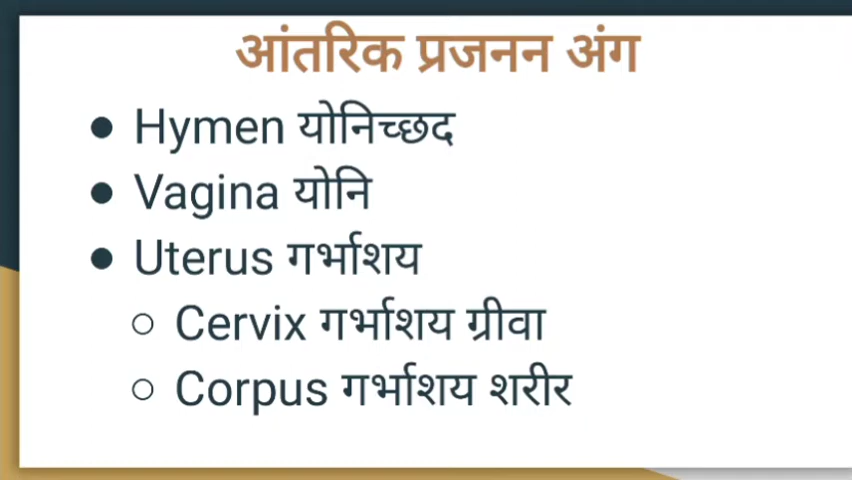 आंतरिक प्रजनन अंग
● Hymen योनिच्छद
● Vagina योनि
● Uterus गर्भाशय
○ Cervix गर्भाशय ग्रीवा
○ Corpus गर्भाशय शरीर